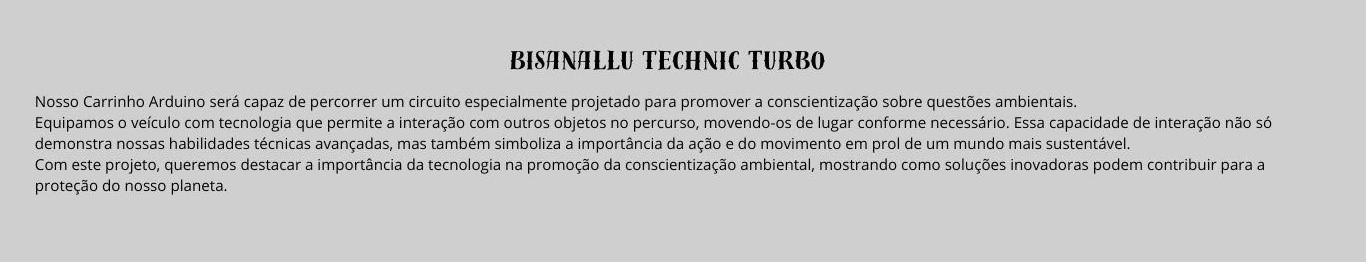 BISANALLU TECHNIC TURBO
Nosso Carrinho Arduino será capaz de percorrer um circuito especialmente projetado para promover a conscientização sobre questões ambientais.
Equipamos o veículo com tecnologia que permite a interação com outros objetos no percurso, movendo-os de lugar conforme necessário. Essa capacidade de interação não só
demonstra nossas habilidades técnicas avançadas, mas também simboliza a importância da ação e do movimento em prol de um mundo mais sustentável.
Com este projeto, queremos destacar a importância da tecnologia na promoção da conscientização ambiental, mostrando como soluções inovadoras podem contribuir para a
proteção do nosso planeta.